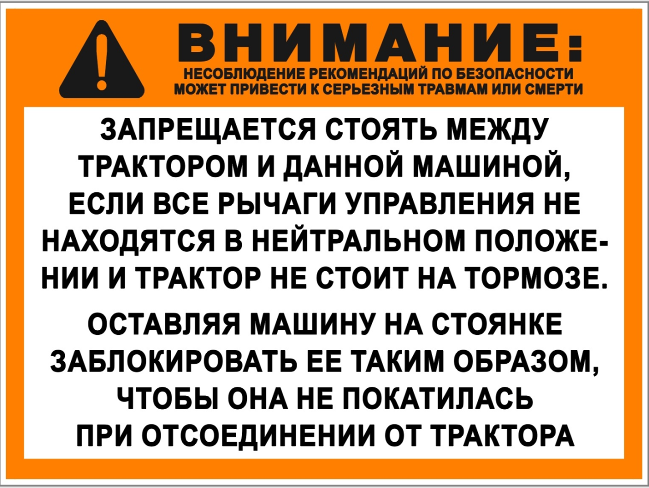 ВНИМАНИЕ:
НЕСОБЛЮДЕНИЕ РЕКОМЕНДАЦИЙ ПО БЕЗОПАСНОСТИ
МОЖЕТ ПРИВЕСТИ К СЕРЬЕЗНЫМ ТРАВМАМ ИЛИ СМЕРТИ
ЗАПРЕЩАЕТСЯ СТОЯТЬ МЕЖДУ
ТРАКТОРОМ И ДАННОЙ МАШИНОЙ,
ЕСЛИ ВСЕ РЫЧАГИ УПРАВЛЕНИЯ НЕ
НАХОДЯТСЯ В НЕЙТРАЛЬНОМ ПОЛОЖЕ-
НИИ И ТРАКТОР НЕ СТОИТ НА ТОРМОЗЕ.
ОСТАВЛЯЯ МАШИНУ НА СТОЯНКЕ
ЗАБЛОКИРОВАТЬ ЕЕ ТАКИМ ОБРАЗОМ,
ЧТОБЫ ОНА НЕ ПОКАТИЛАСЬ
ПРИ ОТСОЕДИНЕНИИ ОТ ТРАКТОРА